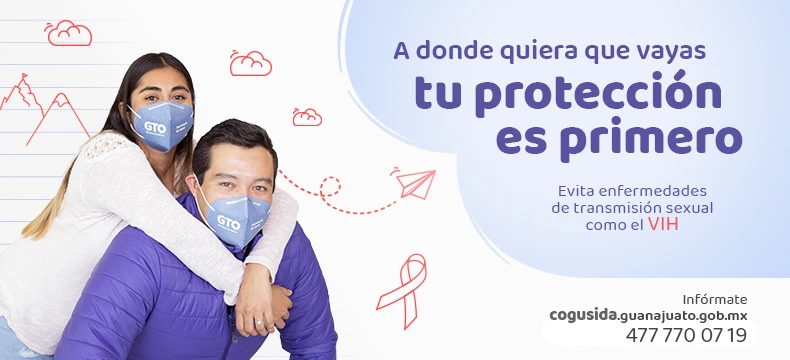 A donde quiera que vayas
tu protección
es primero
Evita enfermedades
de transmisión sexual
como el VIH
Infórmate
cogusida.guanajuato.gob.mx
477 770 07 19
GTO
GTO